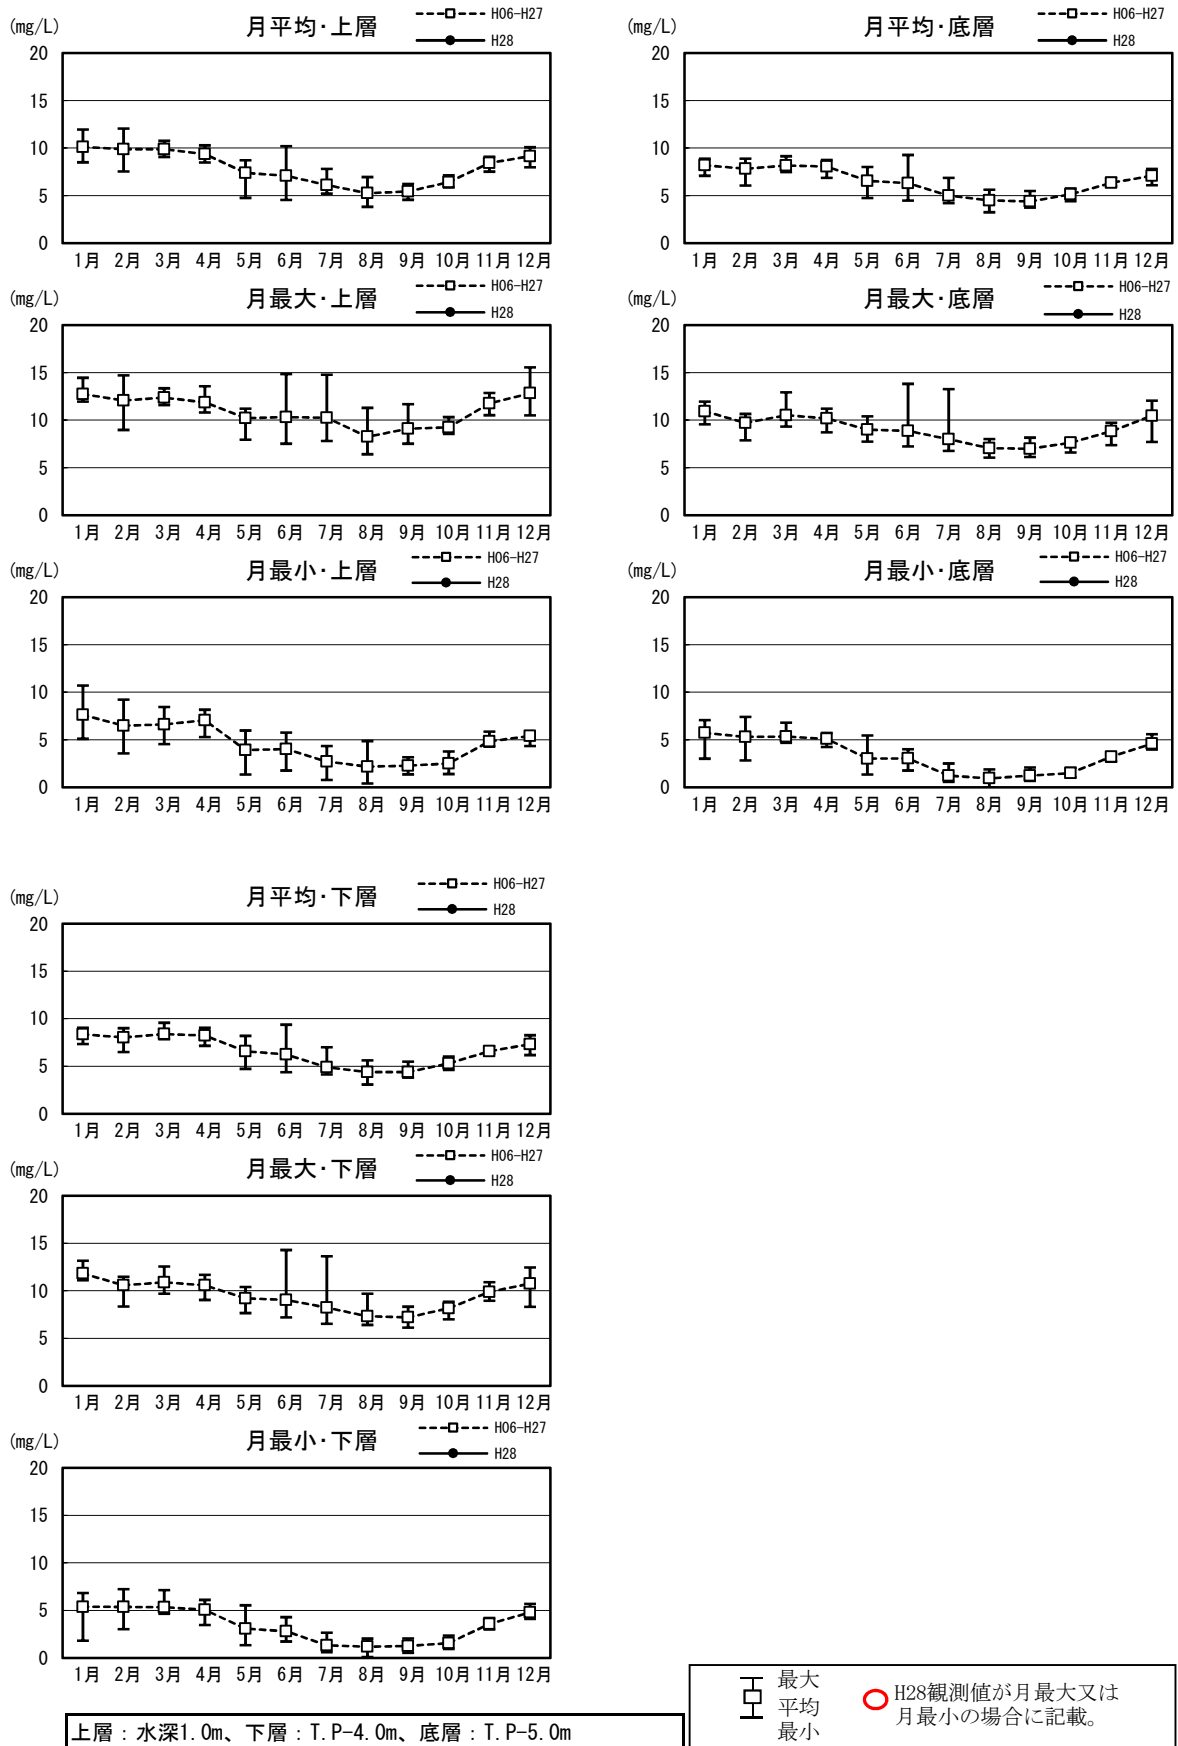 (mg/L)
月平均・上層
H06-H27
H28
20
15
10
5
0
1月 2月 3月 4月 5月 6月 7月 8月 9月 10月 11月 12月
(mg/L)
月平均・底層
H06-H27
H28
20
15
10
5
0
1月 2月 3月 4月 5月 6月 7月 8月 9月 10月 11月 12月
(mg/L)
月最大・上層
H06-H27
H28
20
15
10
5
0
1月 2月 3月 4月 5月 6月 7月 8月 9月 10月 11月 12月
(mg/L)
月最大・底層
H06-H27
H28
20
15
10
5
0
1月 2月 3月 4月 5月 6月 7月 8月 9月 10月 11月 12月
(mg/L)
月最小・上層
H06-H27
H28
20
15
10
5
0
1月 2月 3月 4月 5月 6月 7月 8月 9月 10月 11月 12月
(mg/L)
月最小・底層
H06-H27
H28
20
15
10
5
0
1月 2月 3月 4月 5月 6月 7月 8月 9月 10月 11月 12月
(mg/L)
月平均・下層
H06-H27
H28
20
15
10
5
0
1月 2月 3月 4月 5月 6月 7月 8月 9月 10月 11月 12月
(mg/L)
月最大・下層
H06-H27
H28
20
15
10
5
0
1月 2月 3月 4月 5月 6月 7月 8月 9月 10月 11月 12月
(mg/L)
月最小・下層
H06-H27
H28
20
15
10
5
0
1月 2月 3月 4月 5月 6月 7月 8月 9月 10月 11月 12月
上層：水深1.0m、下層：T.P-4.0m、底層：T.P-5.0m
最大
平均
最小
H28観測値が月最大又は
月最小の場合に記載。